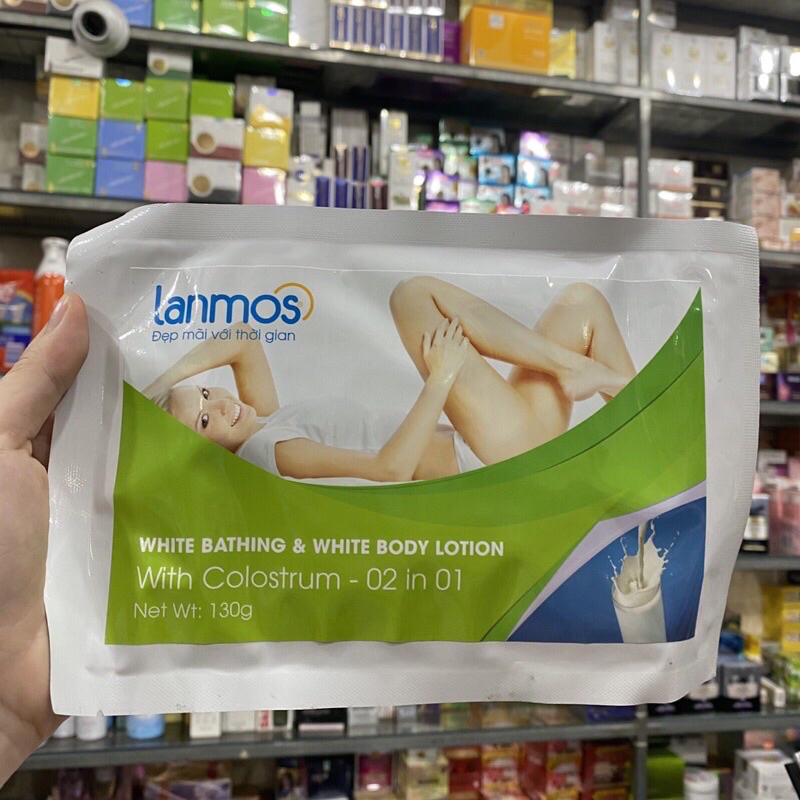 lanmos
Đẹp mãi với thời gian
WHITE BATHING & WHITE BODY LOTION
With Colostrum - 02 in 01
Net Wt: 130g